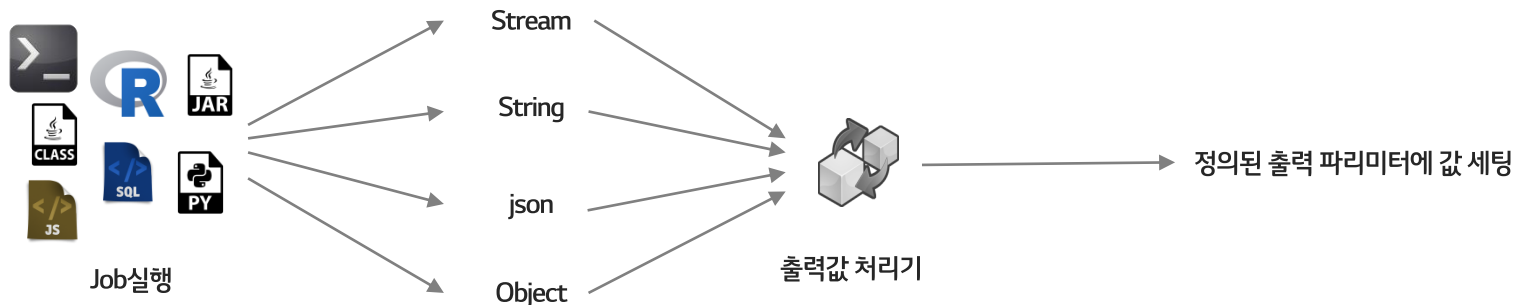 JAR
CLASS
SQL
PY
JS
Job실행
Stream
String
json
Object
출력값 처리기
정의된 출력 파리미터에 값 세팅